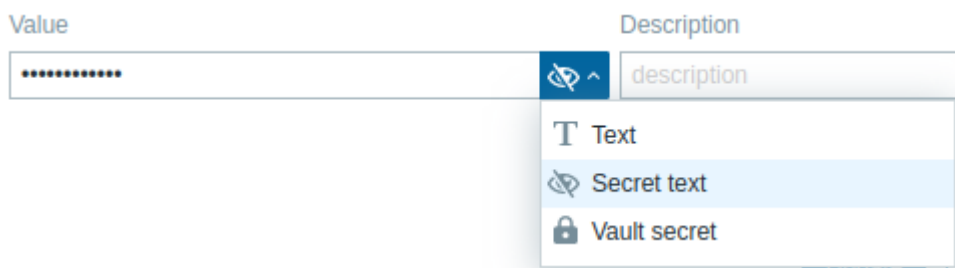 Value Description
•••••••••••• description
T Text
Secret text
Vault secret